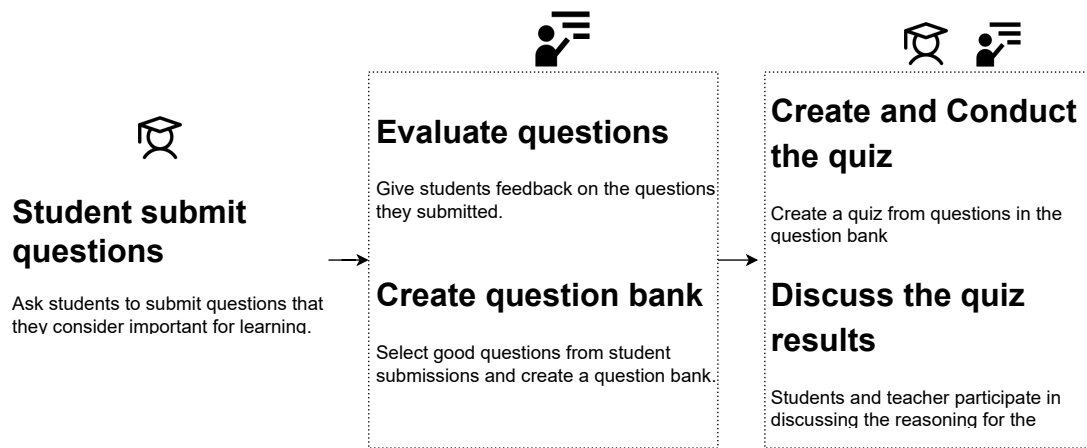 Student submit
questions
Ask students to submit questions that
they consider important for learning.
Evaluate questions
Give students feedback on the questions
they submitted.
Create question bank
Select good questions from student
submissions and create a question bank.
Create and Conduct
the quiz
Create a quiz from questions in the
question bank
Discuss the quiz
results
Students and teacher participate in
discussing the reasoning for the